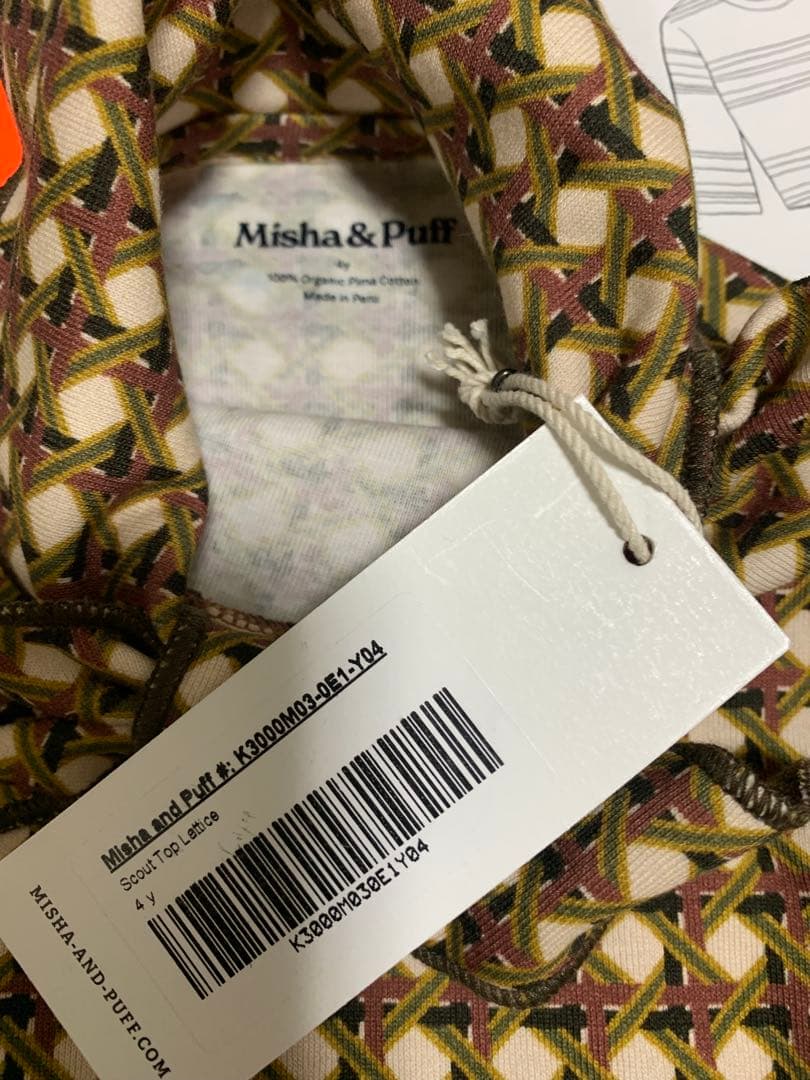 Misha & Puff
4y
100% Organic Pima Cotton
Made in Peru
Misha and Puff #: K3000M03-0E1-Y04
Scout Top Lattice
4 y
K3000M030E1Y04
MISHA-AND-PUFF.COM